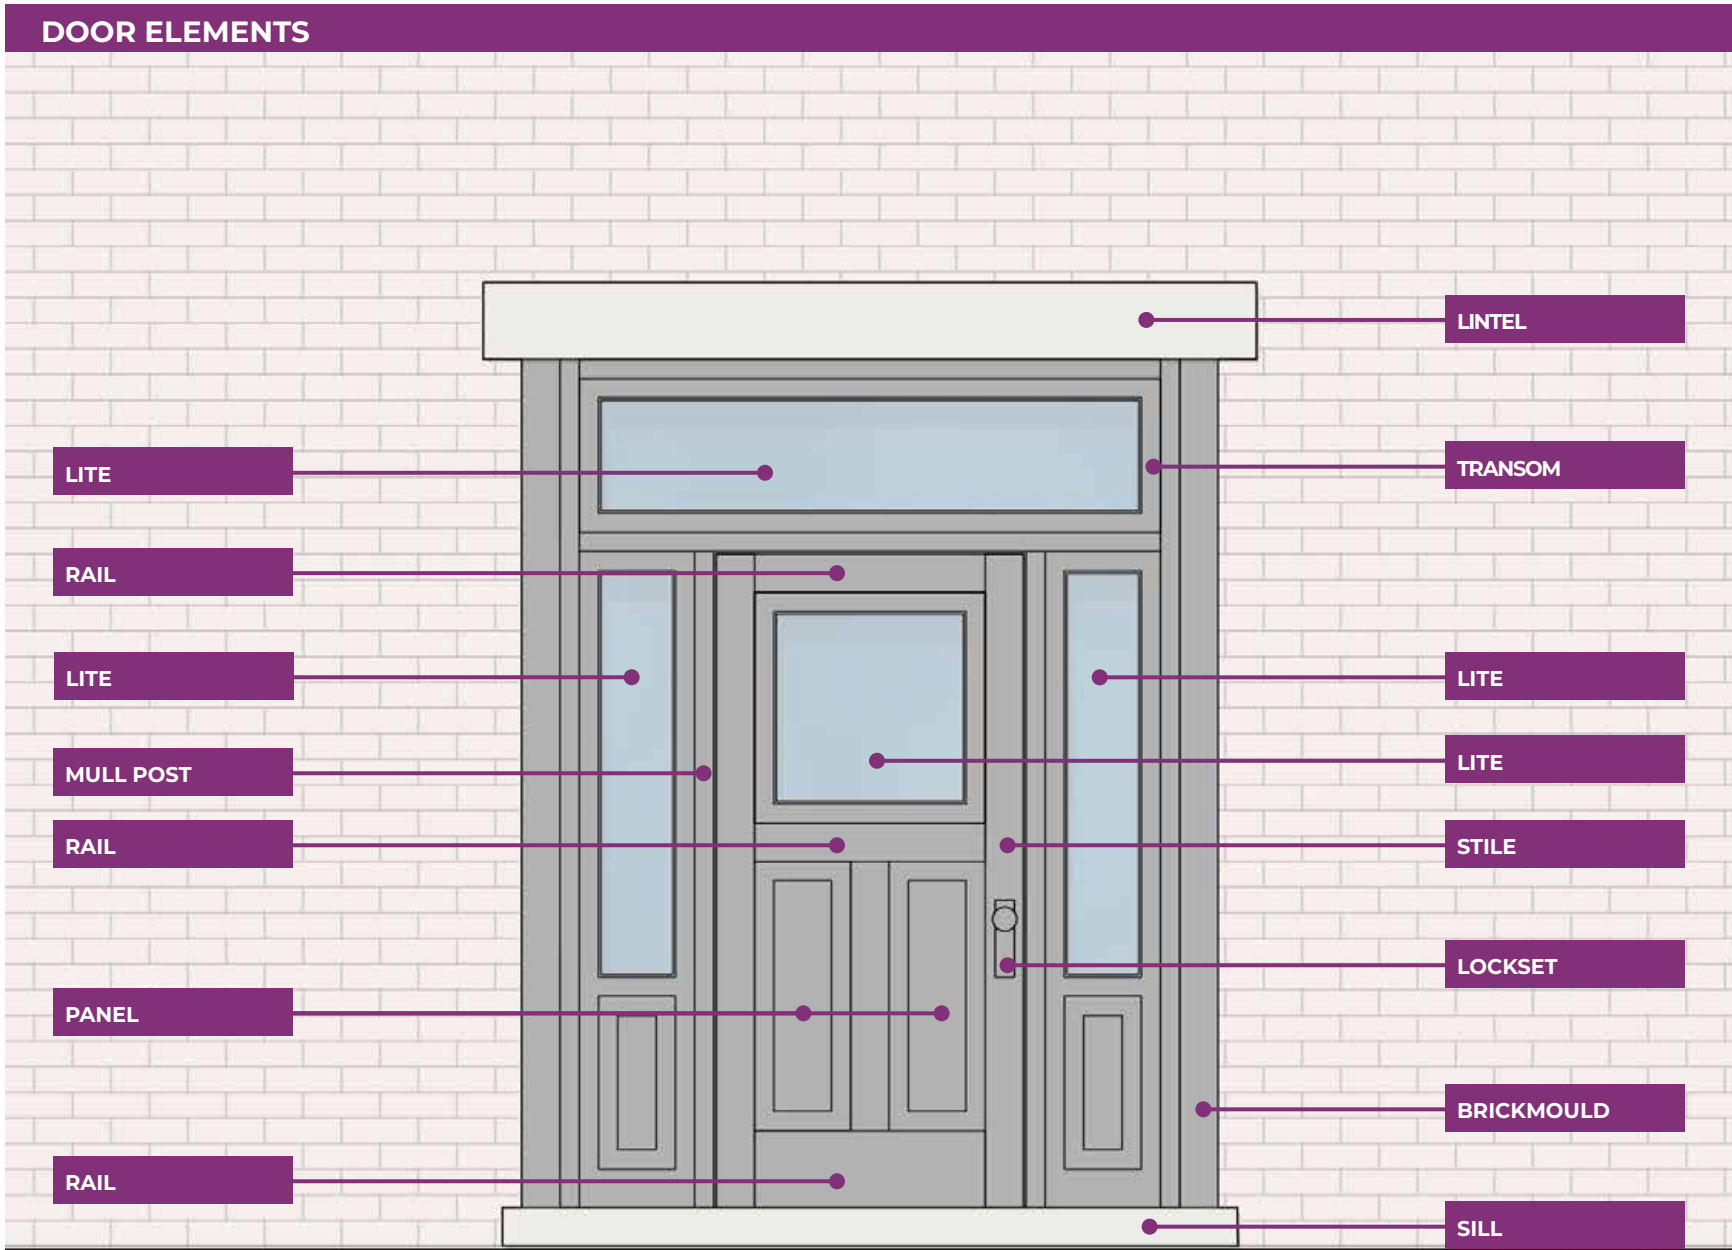 DOOR ELEMENTS
LINTEL
LITE
TRANSOM
RAIL
LITE
LITE
MULL POST
LITE
RAIL
STILE
LOCKSET
PANEL
BRICKMOULD
RAIL
SILL